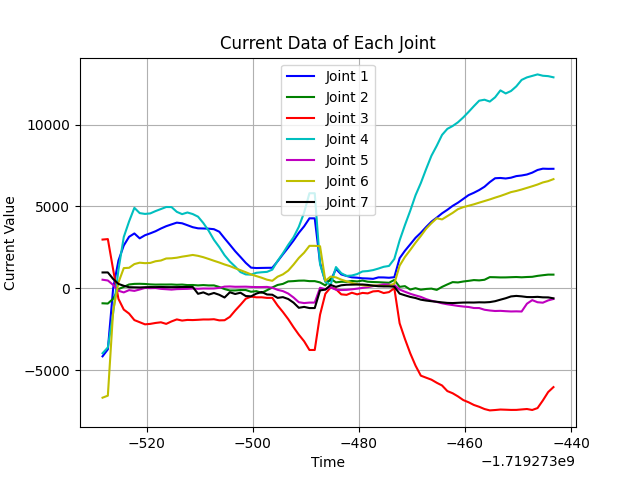 Current Data of Each Joint
Joint 1
Joint 2
Joint 3
Joint 4
Joint 5
Joint 6
Joint 7
Current Value
10000
5000
0
−5000
−520
−500
−480
−460
−440
Time
−1.719273e9